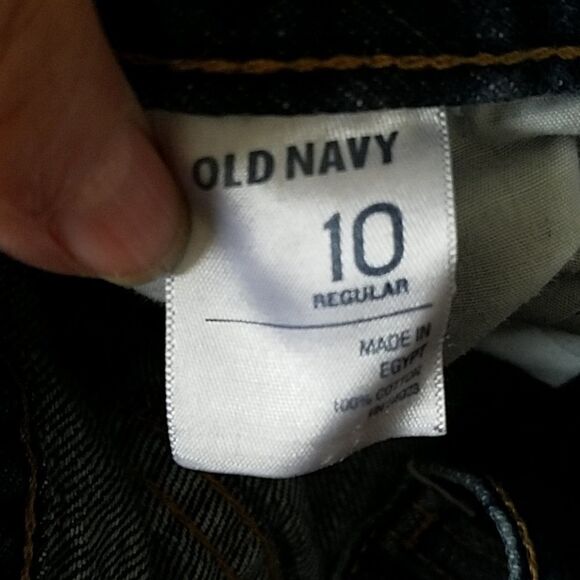 OLD NAVY
10
REGULAR
MADE IN
EGYPT
100% COTTON